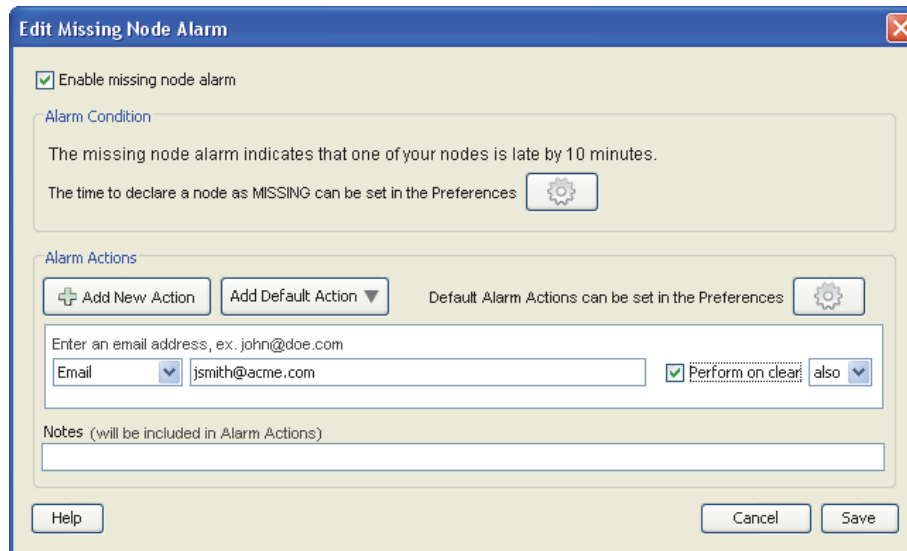 Edit Missing Node Alarm
Enable missing node alarm
Alarm Condition
The missing node alarm indicates that one of your nodes is late by 10 minutes.
The time to declare a node as MISSING can be set in the Preferences
Alarm Actions
Add New Action Add Default Action Default Alarm Actions can be set in the Preferences
Enter an email address, ex. john@doe.com
Email jsmith@acme.com Perform on clear also
Notes (will be included in Alarm Actions)
Help Cancel Save